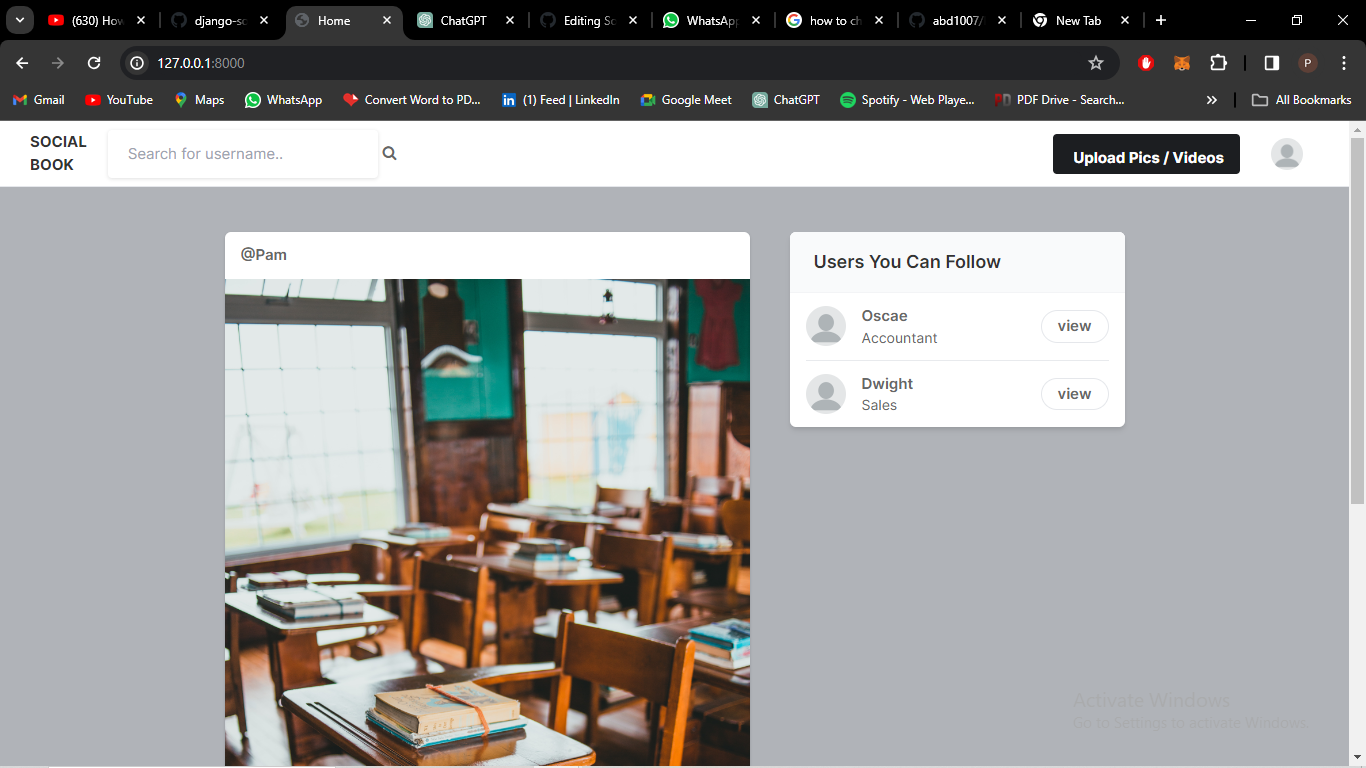 (630) How
django-sc
Home
ChatGPT
Editing So
WhatsApp
how to ch
abd1007/
New Tab
127.0.0.1:8000
P
Gmail
YouTube
Maps
WhatsApp
Convert Word to PD...
(1) Feed | LinkedIn
Google Meet
ChatGPT
Spotify - Web Playe...
PDF Drive - Search...
All Bookmarks
SOCIAL
BOOK
Search for username..
Upload Pics / Videos
@Pam
Users You Can Follow
Oscae
Accountant
view
Dwight
Sales
view
Activate Windows
Go to Settings to activate Windows.